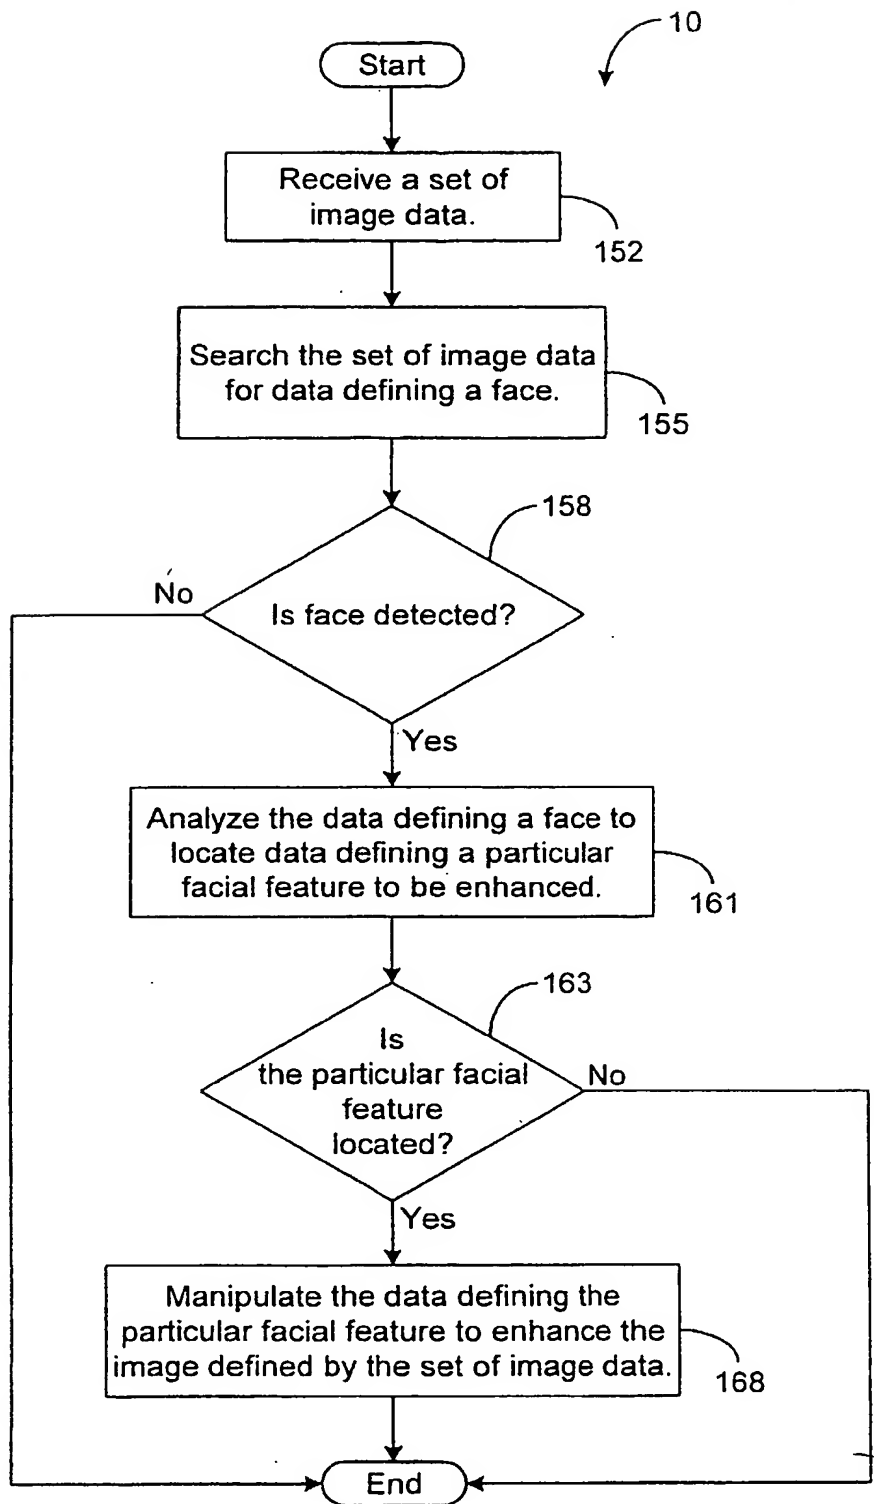 10
Start
Receive a set of
image data.
152
Search the set of image data
for data defining a face.
155
158
No
Is face detected?
Yes
Analyze the data defining a face to
locate data defining a particular
facial feature to be enhanced.
161
163
Is
the particular facial
feature
located?
No
Yes
Manipulate the data defining the
particular facial feature to enhance the
image defined by the set of image data.
168
End